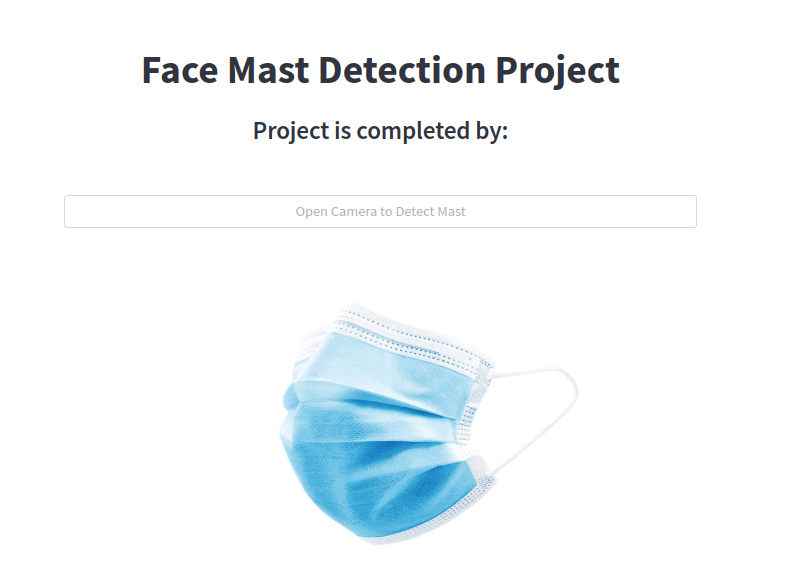 Face Mast Detection Project
Project is completed by:
Open Camera to Detect Mast